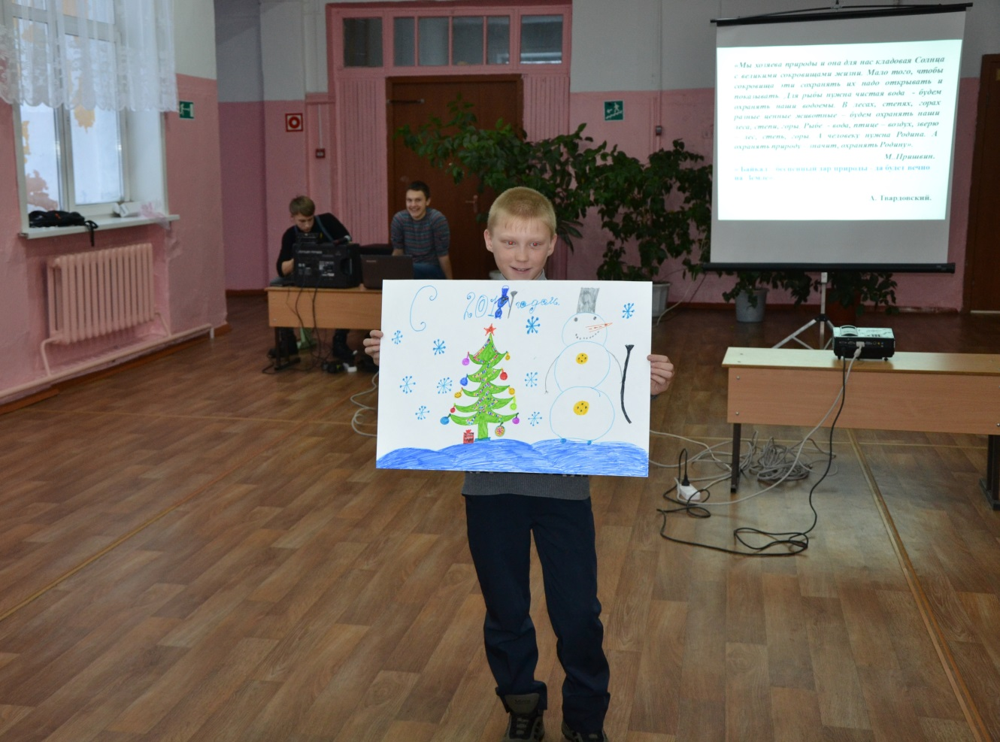 С 201 годом
«Мы хозяева природы и она для нас кладовая Солнца
с великими сокровищами жизни. Мало того, чтобы
сокровища эти сохранять их надо открывать и
показывать. Для рыбы нужна чистая вода - будем
охранять наши водоемы. В лесах, степях, горах
разные ценные животные – будем охранять наши
леса, степи, горы. Рыбе - вода, птице – воздух, зверю
– лес, степь, горы. А человеку нужна Родина. А
охранять природу – значит, охранять Родину».
М. Пришвин.
«Байкал - бесценный дар природы - да будет вечно
на Земле»
А. Твардовский.